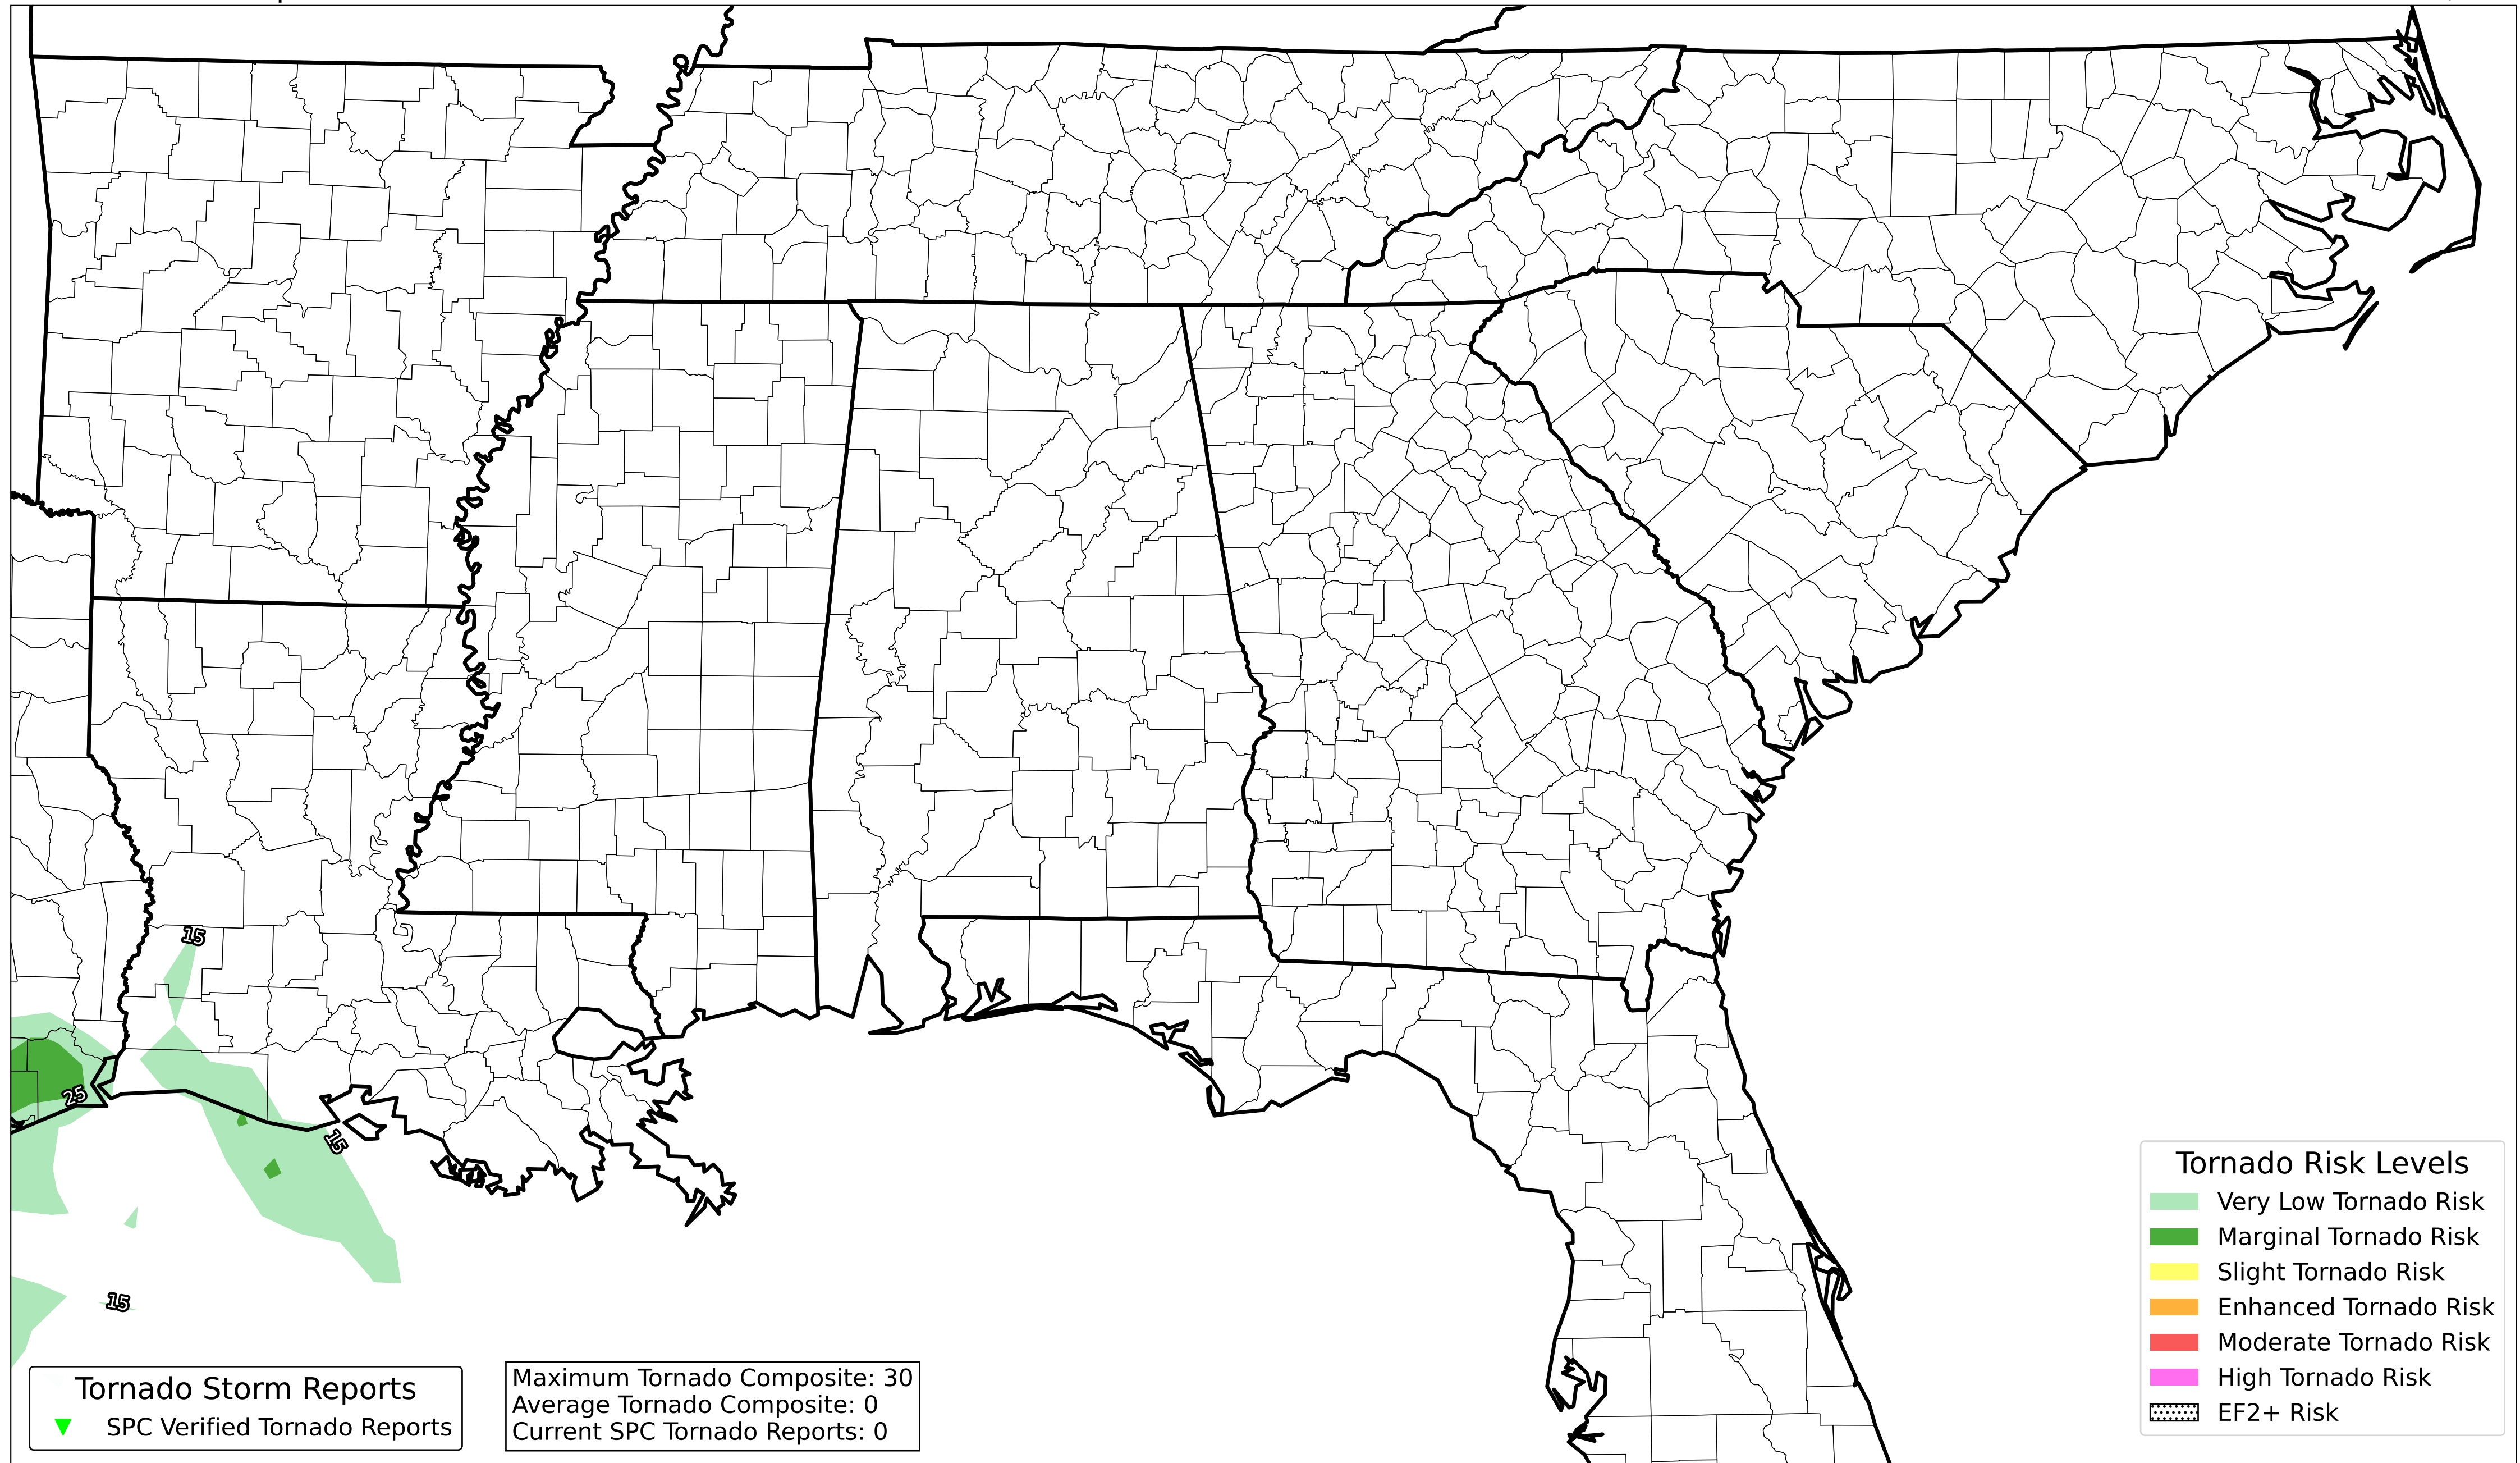 15
25
15
15
Tornado Storm Reports
SPC Verified Tornado Reports
Maximum Tornado Composite: 30
Average Tornado Composite: 0
Current SPC Tornado Reports: 0
Tornado Risk Levels
Very Low Tornado Risk
Marginal Tornado Risk
Slight Tornado Risk
Enhanced Tornado Risk
Moderate Tornado Risk
High Tornado Risk
EF2+ Risk